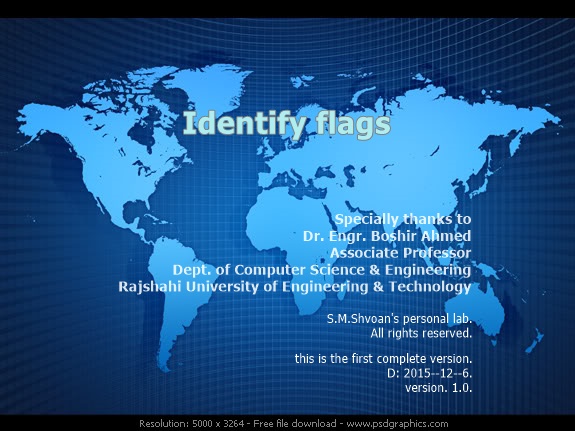 Identify flags
Specially thanks to
Dr. Engr. Boshir Ahmed
Associate Professor
Dept. of Computer Science & Engineering
Rajshahi University of Engineering & Technology
S.M.Shvoan's personal lab.
All rights reserved.
this is the first complete version.
D: 2015--12--6.
version. 1.0.
Resolution: 5000 x 3264 - Free file download - www.psdgraphics.com